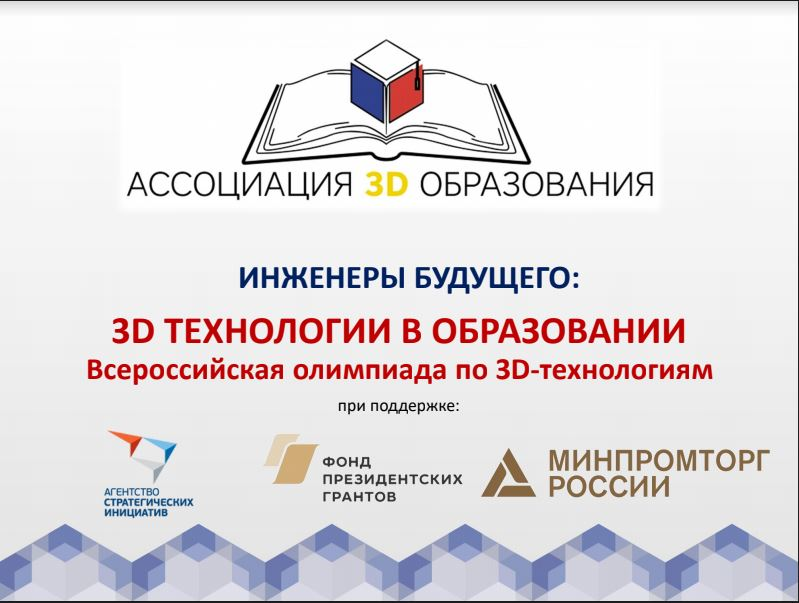 АССОЦИАЦИЯ 3D ОБРАЗОВАНИЯ
ИНЖЕНЕРЫ БУДУЩЕГО:
3D ТЕХНОЛОГИИ В ОБРАЗОВАНИИ
Всероссийская олимпиада по 3D-технологиям
при поддержке:
АГЕНТСТВО
СТРАТЕГИЧЕСКИХ
ИНИЦИАТИВ
ФОНД
ПРЕЗИДЕНТСКИХ
ГРАНТОВ
МИНПРОМТОРГ
РОССИИ